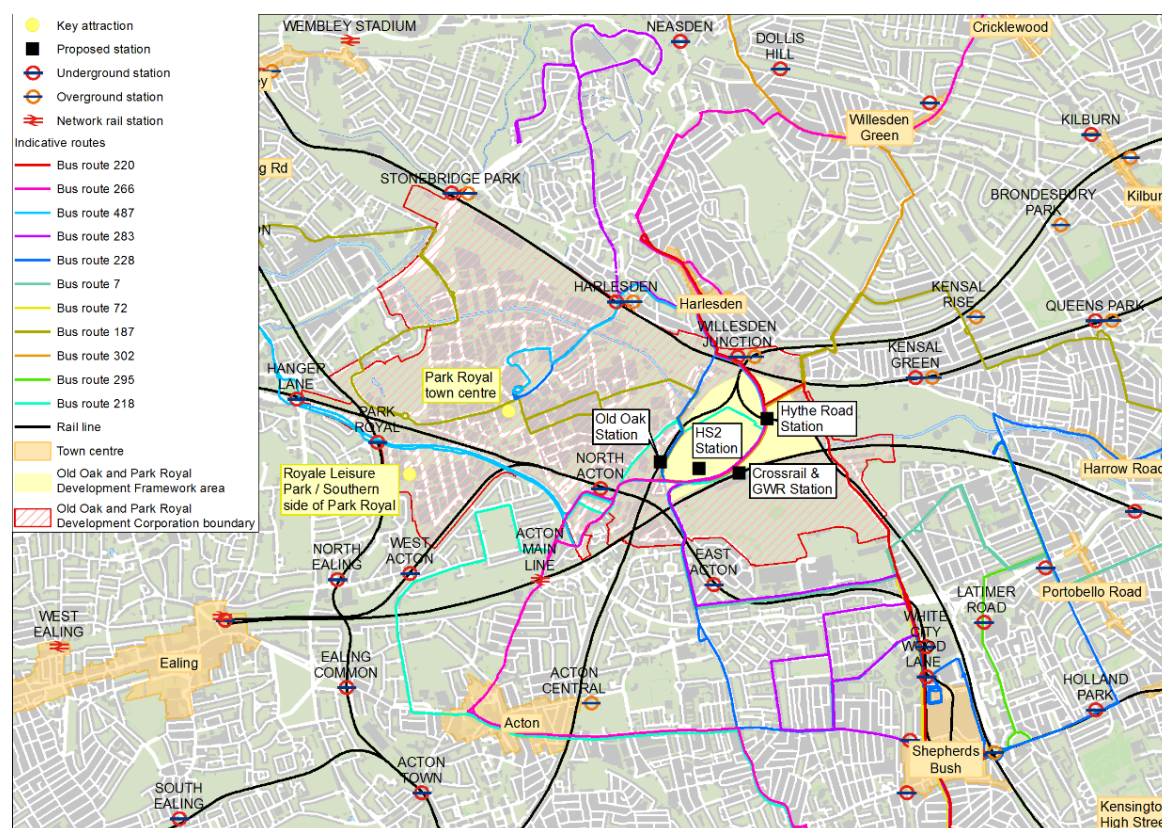 Key attraction
Proposed station
Underground station
Overground station
Network rail station
Indicative routes
Bus route 220
Bus route 266
Bus route 487
Bus route 283
Bus route 228
Bus route 7
Bus route 72
Bus route 187
Bus route 302
Bus route 295
Bus route 218
Rail line
Town centre
Old Oak and Park Royal
Development Framework area
Old Oak and Park Royal
Development Corporation boundary
WEMBLEY STADIUM
NEASDEN
DOLLIS
HILL
Cricklewood
ey
Willesden
Green
KILBURN
g Rd
STONEBRIDGE PARK
BRONDESBURY
PARK
Kilbu
ON
HARLESDEN
Harlesden
KENSAL
RISE
QUEENS PARK
WILLESDEN
JUNCTION
KENSAL
GREEN
HANGER
LANE
Park Royal
town centre
PARK
ROYAL
Old Oak
Station
HS2
Station
Hythe Road
Station
Harrow Road
Royale Leisure
Park / Southern
side of Park Royal
NORTH
ACTON
Crossrail &
GWR Station
ACTON
MAIN
LINE
NORTH
EALING
WEST
ACTON
EAST
ACTON
LATIMER
ROAD
Portobello Road
WEST
EALING
Ealing
WHITE
CITY
WOOD
LANE
EALING
COMMON
ACTON
CENTRAL
HOLLAND
PARK
Acton
Shepherds
Bush
ACTON
TOWN
SOUTH
EALING
Kensington
High Stree